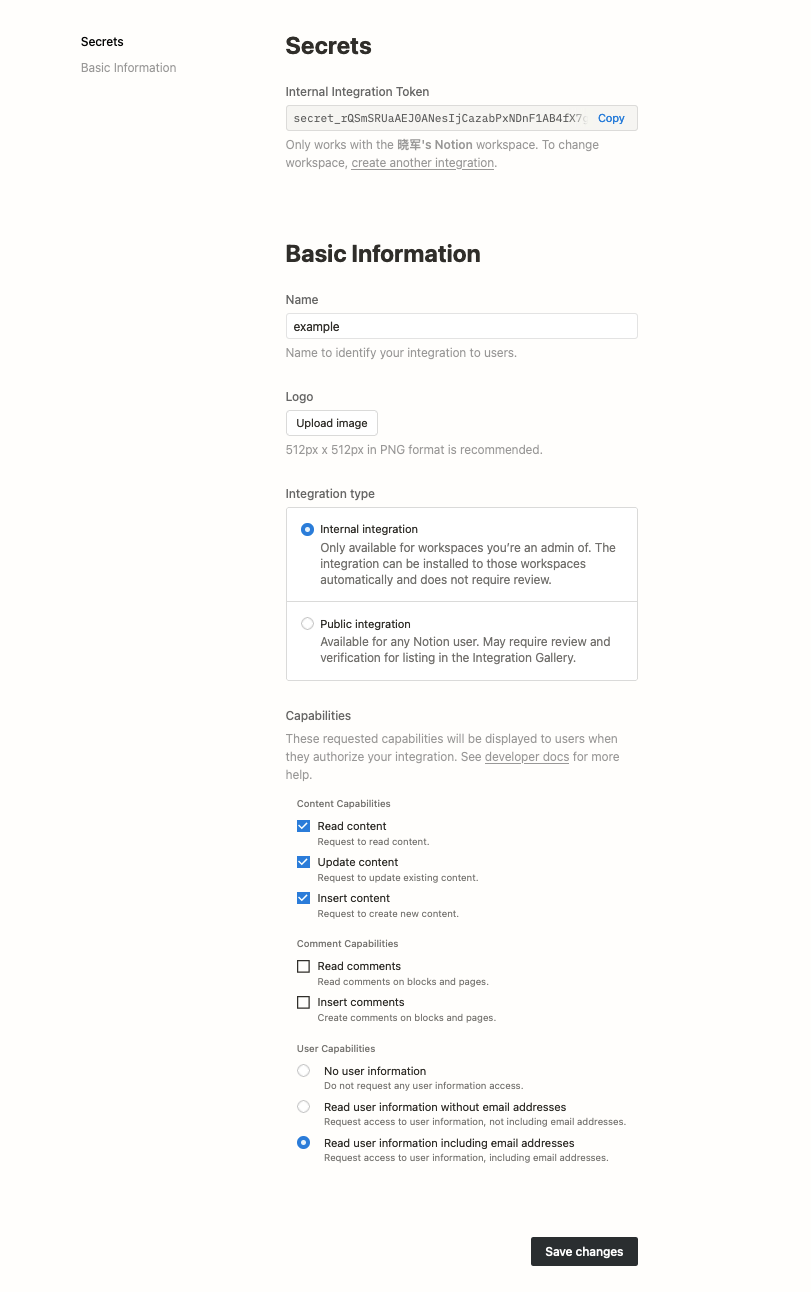 Secrets
Basic Information
Secrets
Internal Integration Token
secret_rQSmSRUaAEJ0ANesIjCazabPxNDnF1AB4fX7 Copy
Only works with the 晓军's Notion workspace. To change
workspace, create another integration.
Basic Information
Name
example
Name to identify your integration to users.
Logo
Upload image
512px x 512px in PNG format is recommended.
Integration type
Internal integration
Only available for workspaces you’re an admin of. The
integration can be installed to those workspaces
automatically and does not require review.
Public integration
Available for any Notion user. May require review and
verification for listing in the Integration Gallery.
Capabilities
These requested capabilities will be displayed to users when
they authorize your integration. See developer docs for more
help.
Content Capabilities
Read content
Request to read content.
Update content
Request to update existing content.
Insert content
Request to create new content.
Comment Capabilities
Read comments
Read comments on blocks and pages.
Insert comments
Create comments on blocks and pages.
User Capabilities
No user information
Do not request any user information access.
Read user information without email addresses
Request access to user information, not including email addresses.
Read user information including email addresses
Request access to user information, including email addresses.
Save changes